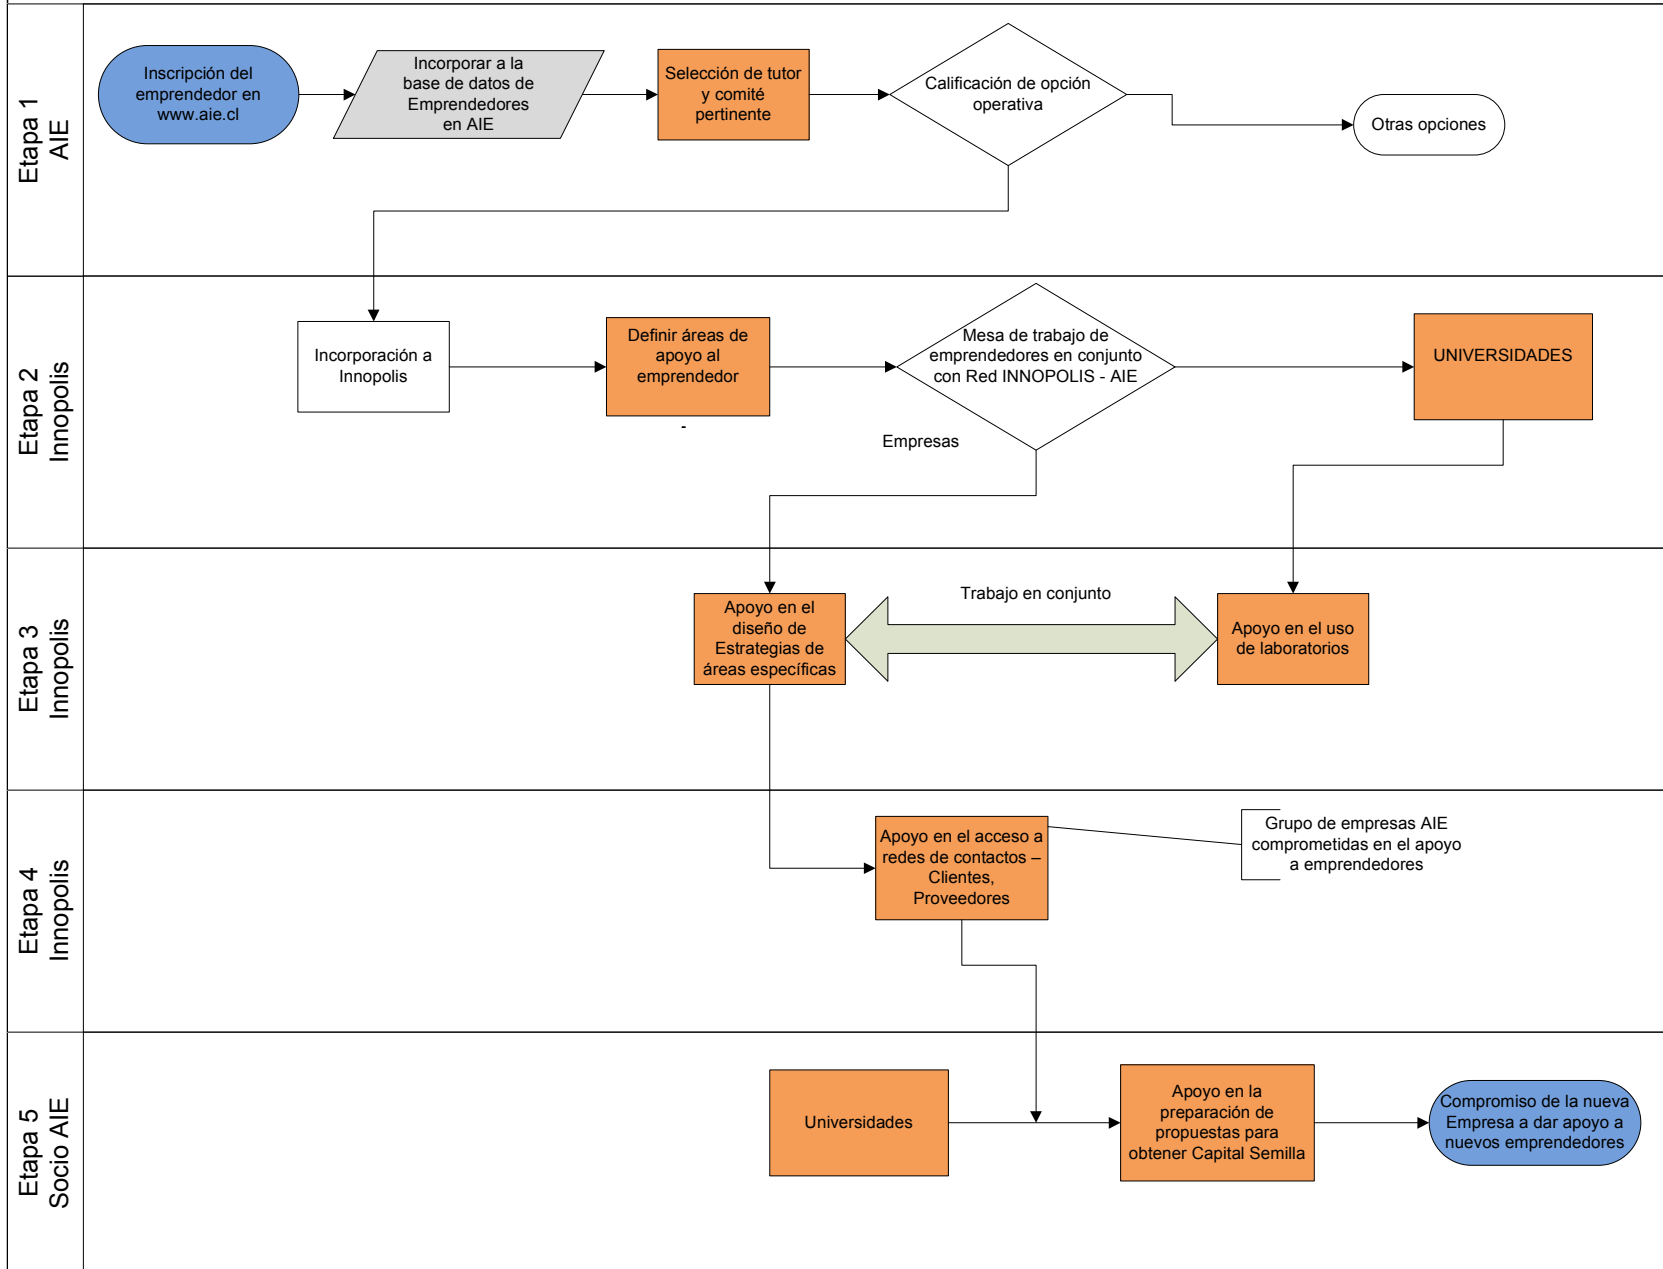 Etapa 1
AIE
Inscripción del
emprendedor en
www.aie.cl
Incorporar a la
base de datos de
Emprendedores
en AIE
Selección de tutor
y comité
pertinente
Calificación de opción
operativa
Otras opciones
Etapa 2
Innopolis
Incorporación a
Innopolis
Definir áreas de
apoyo al
emprendedor
-
Mesa de trabajo de
emprendedores en conjunto
con Red INNOPOLIS - AIE
Empresas
UNIVERSIDADES
Etapa 3
Innopolis
Apoyo en el
diseño de
Estrategias de
áreas específicas
Trabajo en conjunto
Apoyo en el uso
de laboratorios
Etapa 4
Innopolis
Apoyo en el acceso a
redes de contactos –
Clientes,
Proveedores
Grupo de empresas AIE
comprometidas en el apoyo
a emprendedores
Etapa 5
Socio AIE
Universidades
Apoyo en la
preparación de
propuestas para
obtener Capital Semilla
Compromiso de la nueva
Empresa a dar apoyo a
nuevos emprendedores